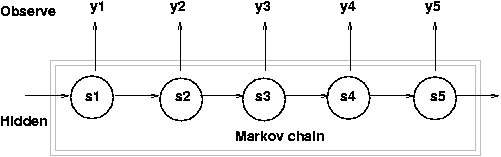 Observe y1 y2 y3 y4 y5
s1 s2 s3 s4 s5
Hidden
Markov chain